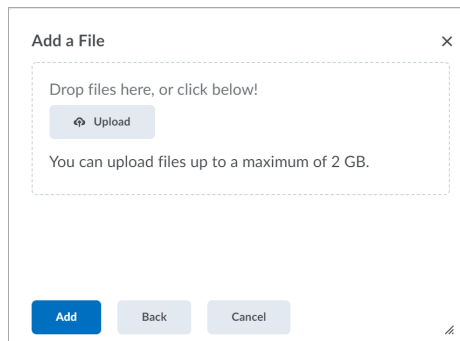 Add a File
Drop files here, or click below!
Upload
You can upload files up to a maximum of 2 GB.
Add Back Cancel